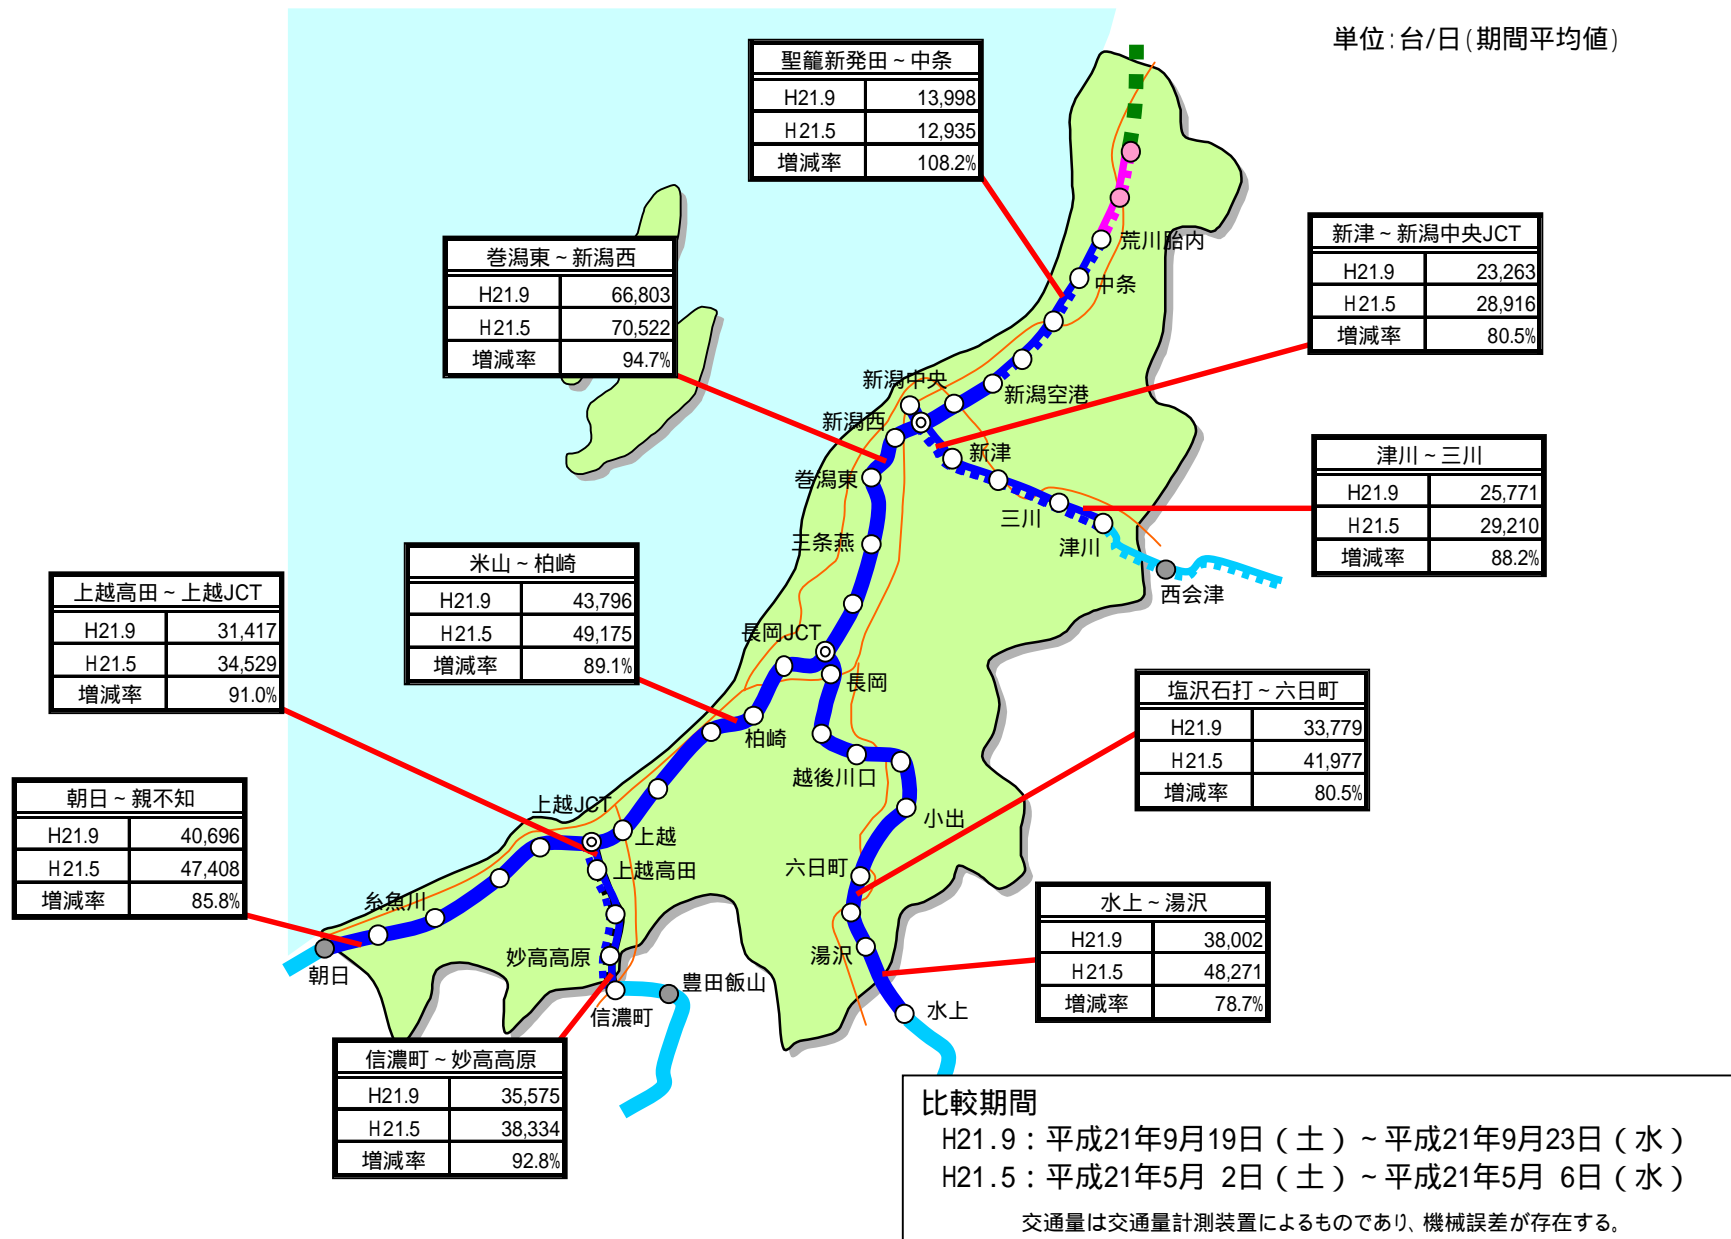 単位:台/日(期間平均値)
聖籠新発田~中条
H21.9 13,998
H21.5 12,935
増減率 108.2%
新津~新潟中央JCT
H21.9 23,263
H21.5 28,916
増減率 80.5%
巻潟東~新潟西
H21.9 66,803
H21.5 70,522
増減率 94.7%
津川~三川
H21.9 25,771
H21.5 29,210
増減率 88.2%
米山~柏崎
H21.9 43,796
H21.5 49,175
増減率 89.1%
上越高田~上越JCT
H21.9 31,417
H21.5 34,529
増減率 91.0%
塩沢石打~六日町
H21.9 33,779
H21.5 41,977
増減率 80.5%
朝日~親不知
H21.9 40,696
H21.5 47,408
増減率 85.8%
水上~湯沢
H21.9 38,002
H21.5 48,271
増減率 78.7%
信濃町~妙高高原
H21.9 35,575
H21.5 38,334
増減率 92.8%
荒川胎内
中条
新潟空港
新潟中央
新潟西
新津
巻潟東
三川
津川
西会津
三条燕
長岡JCT
長岡
柏崎
越後川口
小出
上越JCT
上越
上越高田
六日町
糸魚川
湯沢
妙高高原
朝日
豊田飯山
信濃町
水上
比較期間
H21.9:平成21年9月19日(土)~平成21年9月23日(水)
H21.5:平成21年5月 2日(土)~平成21年5月 6日(水)
交通量は交通量計測装置によるものであり、機械誤差が存在する。